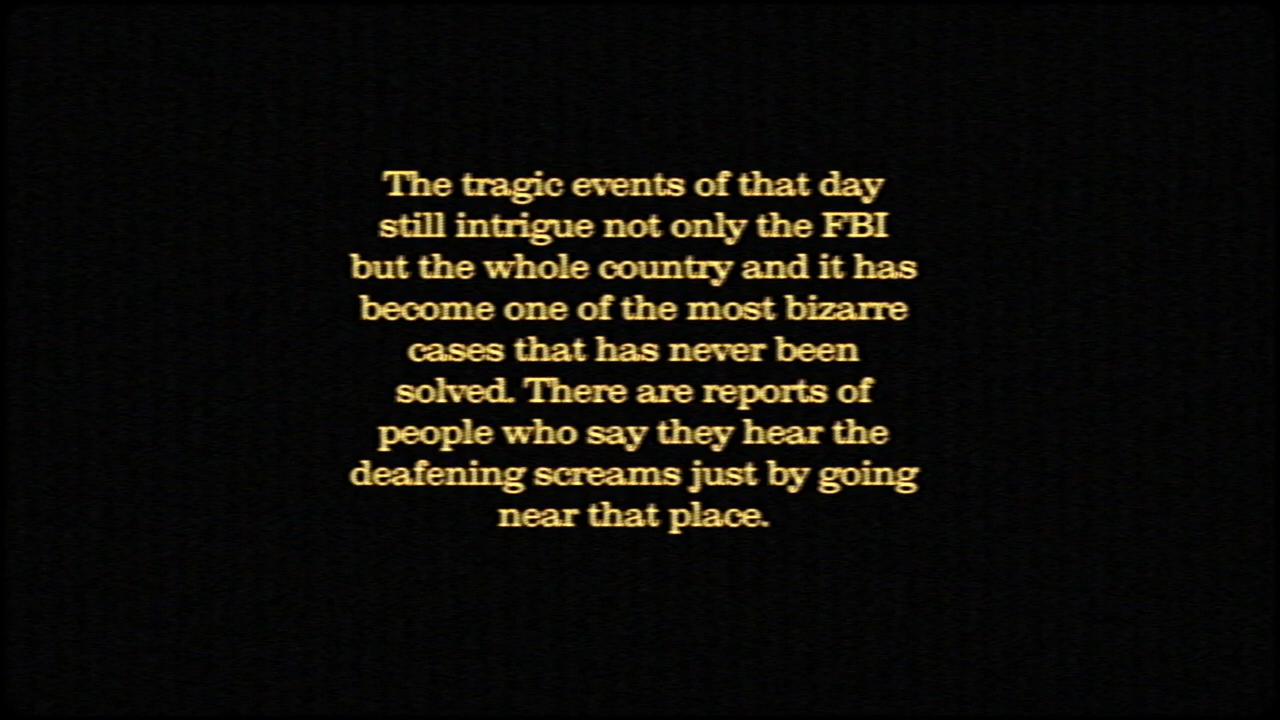 The tragic events of that day
still intrigue not only the FBI
but the whole country and it has
become one of the most bizarre
cases that has never been
solved. There are reports of
people who say they hear the
deafening screams just by going
near that place.